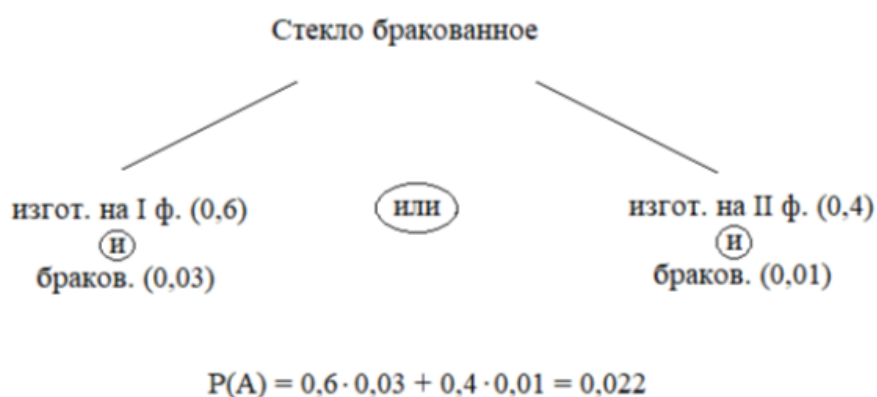 Стекло бракованное
изгот. на I ф. (0,6)
и
браков. (0,03)
или
изгот. на II ф. (0,4)
и
браков. (0,01)
P(A) = 0,6 · 0,03 + 0,4 · 0,01 = 0,022